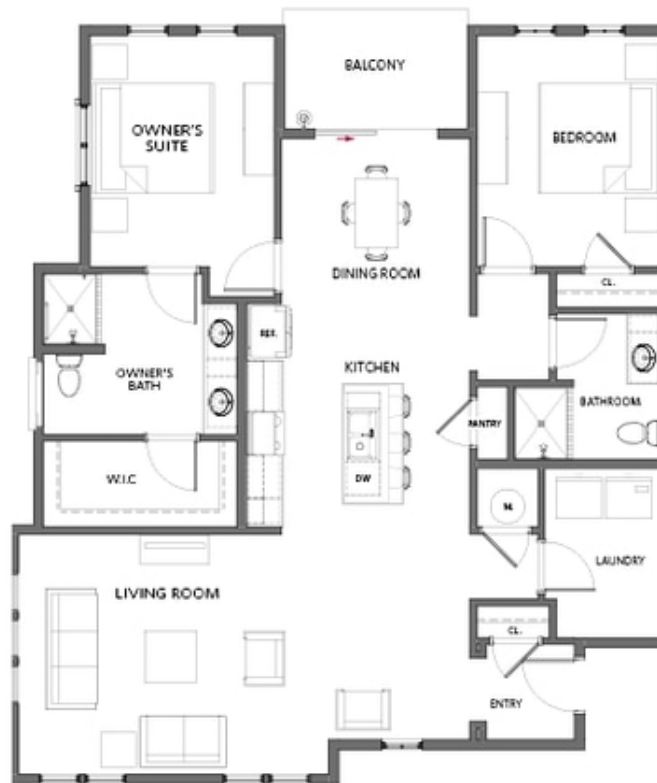 BALCONY
OWNER'S
SUITE
BEDROOM
DINING ROOM
CL.
REF.
KITCHEN
OWNER'S
BATH
BATHROOM
PANTRY
W.I.C
DW
M.
LAUNDRY
LIVING ROOM
CL.
ENTRY